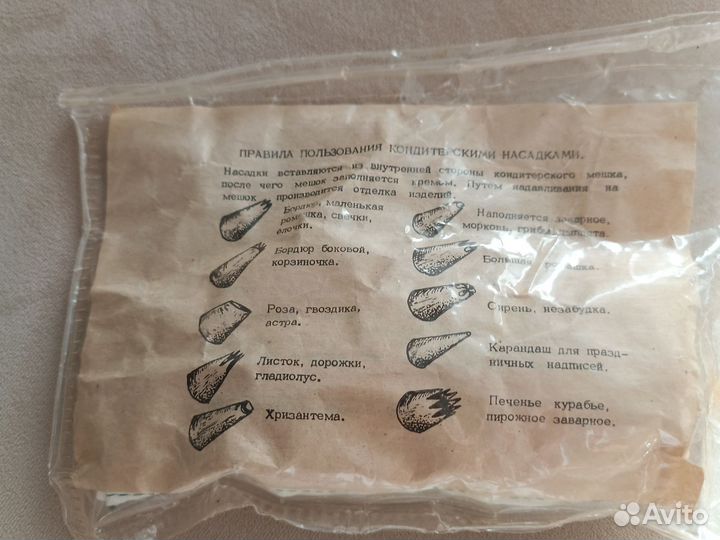 ПРАВИЛА ПОЛЬЗОВАНИЯ КОНДИТЕРСКИМИ НАСАДКАМИ.
Насадки вставляются из внутренней стороны кондитерского мешка,
после чего мешок заполняется кремом. Путем надавливания на
мешок производится отделка изделий.
маленькая
свечки,
елочки.
Бордюр боковой,
корзиночка.
Роза, гвоздика,
астра.
Листок, дорожки,
гладиолус.
Хризантема.
Наполняется заварное,
морковь, грибы,
Большая ромашка.
Сирень, незабудка.
Карандаш для празд-
ничных надписей.
Печенье курабье,
пирожное заварное.
Avito